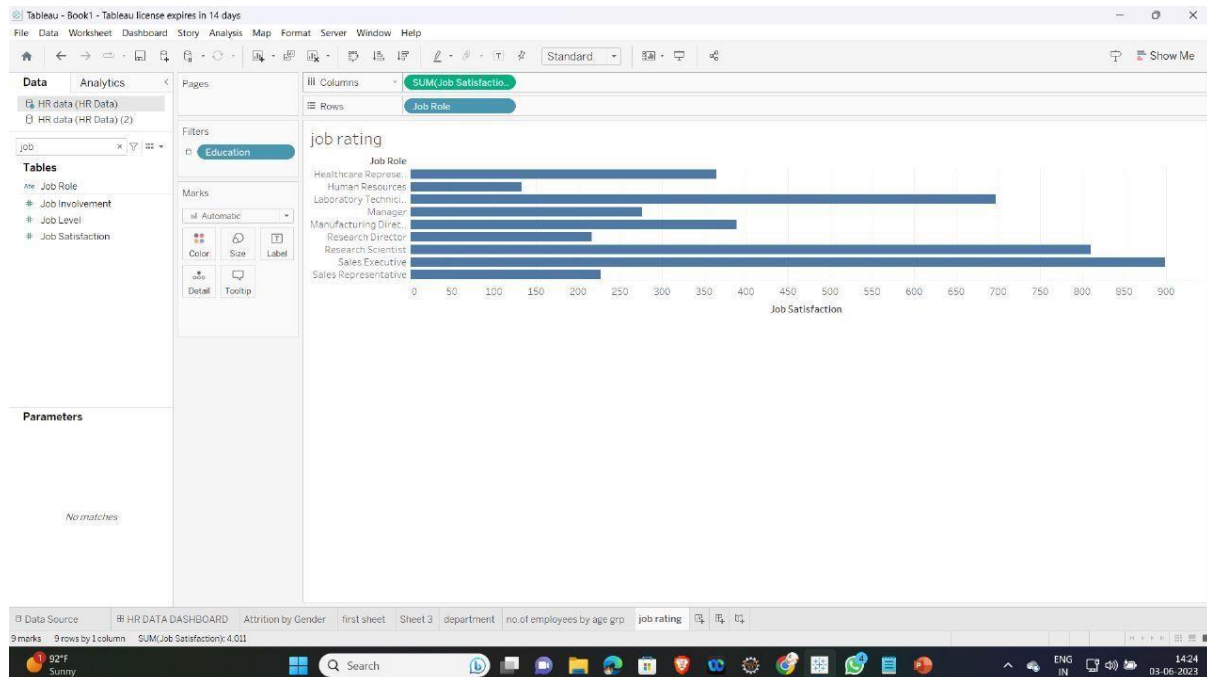 Tableau - Book1 - Tableau license expires in 14 days
File Data Worksheet Dashboard Story Analysis Map Format Server Window Help
Standard
Show Me
Data Analytics
HR data (HR Data)
HR data (HR Data) (2)
job
Tables
Abc Job Role
# Job Involvement
# Job Level
# Job Satisfaction
Parameters
No matches
Pages
Filters
Education
Marks
Automatic
Color Size Label
Detail Tooltip
Columns SUM(Job Satisfactio..
Rows Job Role
job rating
Job Role
Healthcare Represe..
Human Resources
Laboratory Technici..
Manager
Manufacturing Direc..
Research Director
Research Scientist
Sales Executive
Sales Representative
0 50 100 150 200 250 300 350 400 450 500 550 600 650 700 750 800 850 900
Job Satisfaction
Data Source HR DATA DASHBOARD Attrition by Gender first sheet Sheet 3 department no.of employees by age grp job rating
9 marks 9 rows by 1 column SUM(Job Satisfaction): 4,011
1
92°F
Sunny
Search
4
ENG
IN
14:24
03-06-2023